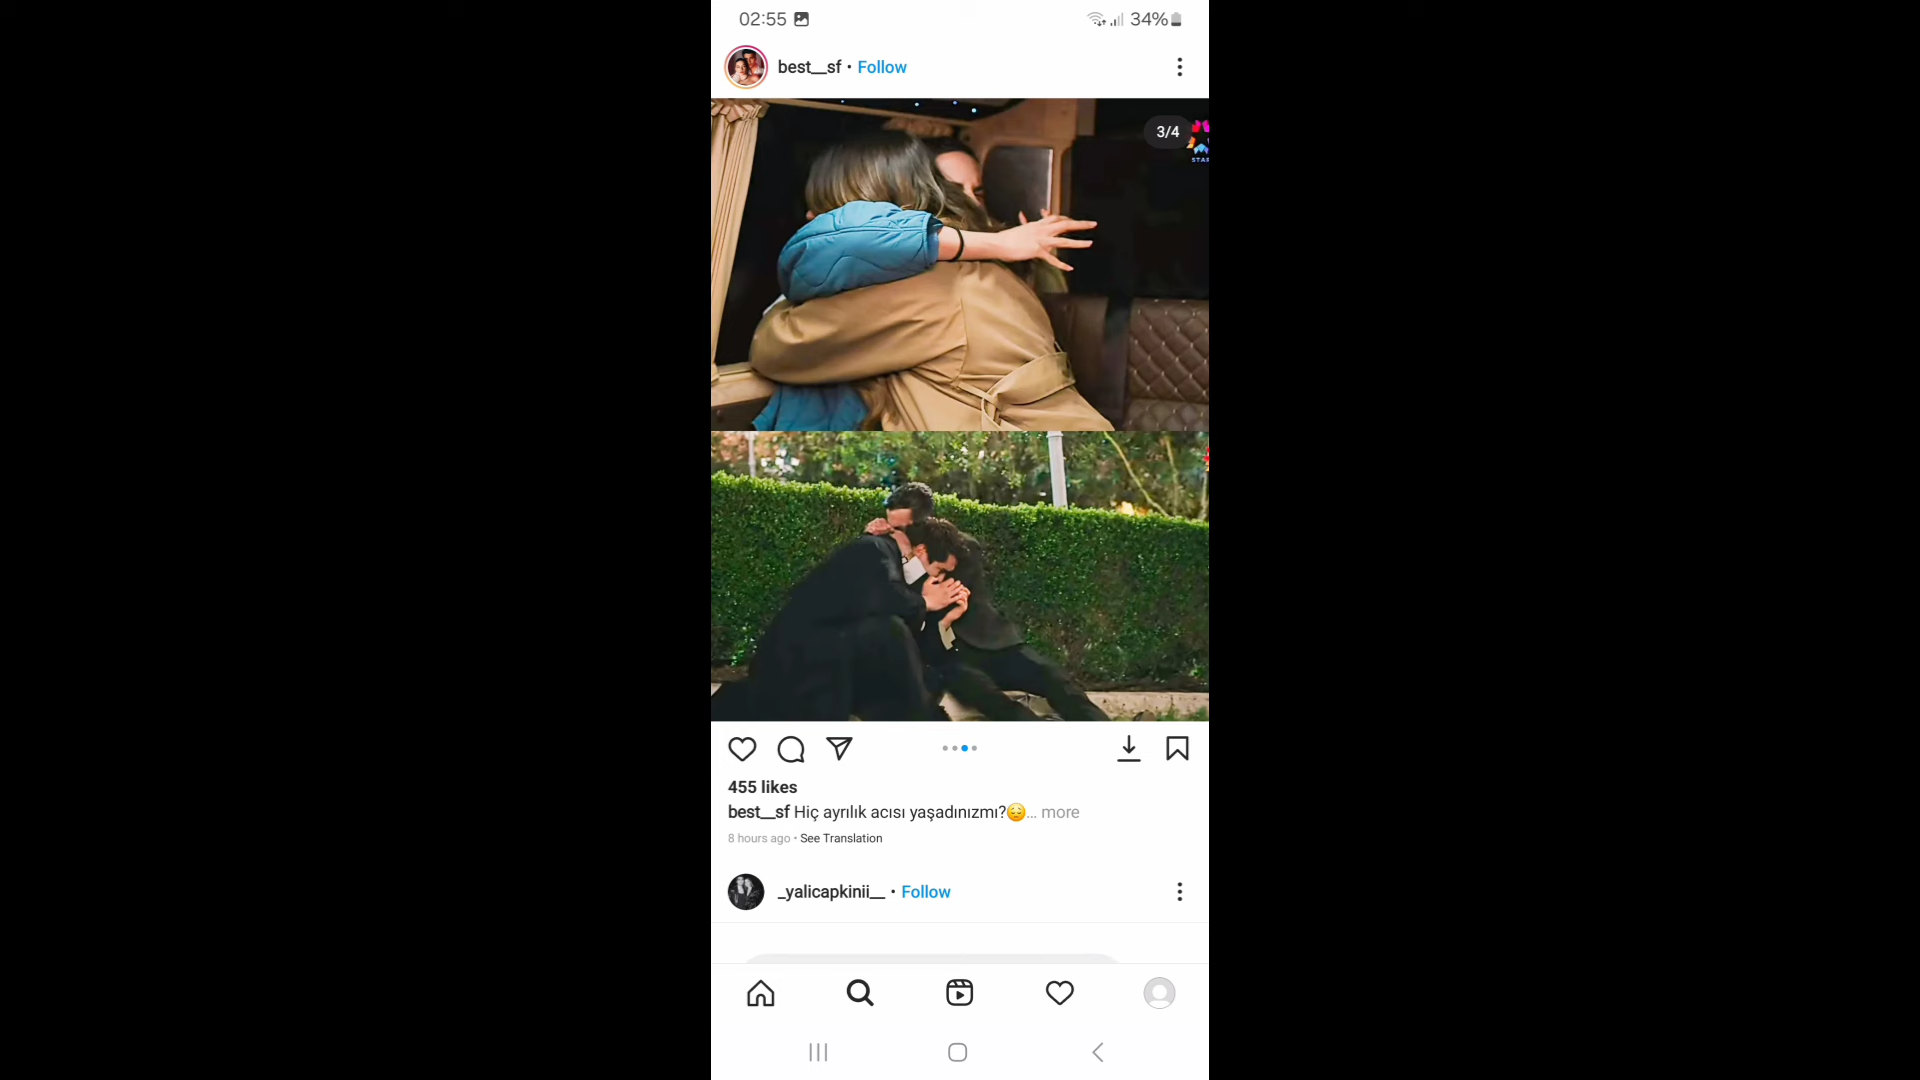 02:55 34%
best__sf • Follow
3/4
STAR
455 likes
best__sf Hiç ayrılık acısı yaşadınızmı?😌... more
8 hours ago • See Translation
_yalicapkinii__ • Follow